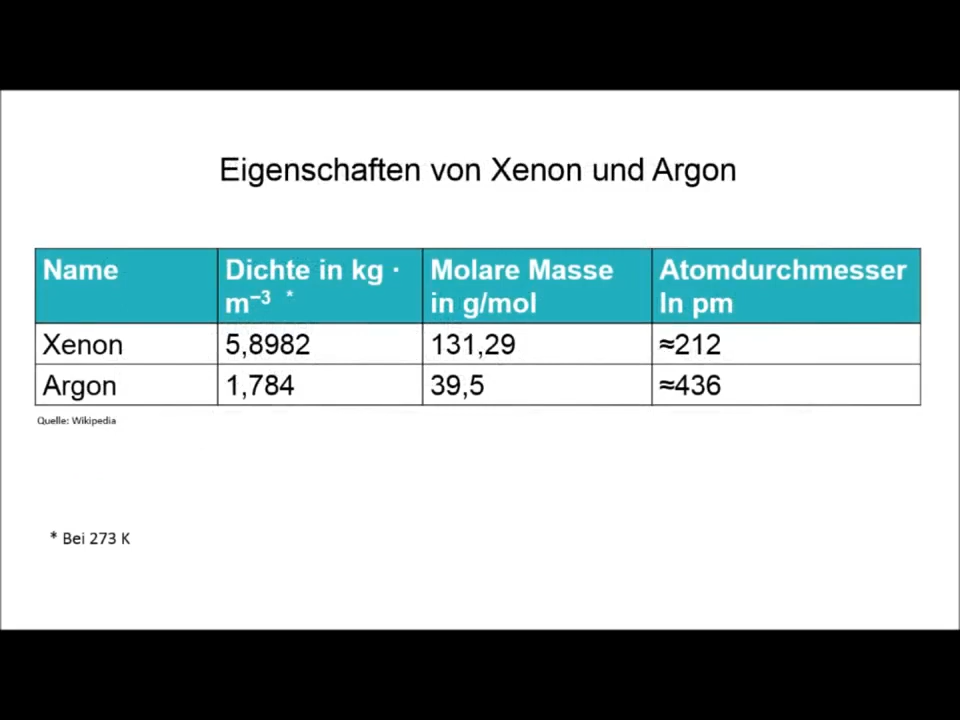 Eigenschaften von Xenon und Argon
Name Dichte in kg · m⁻³ * Molare Masse in g/mol Atomdurchmesser In pm
Xenon 5,8982 131,29 ≈212
Argon 1,784 39,5 ≈436
Quelle: Wikipedia
* Bei 273 K